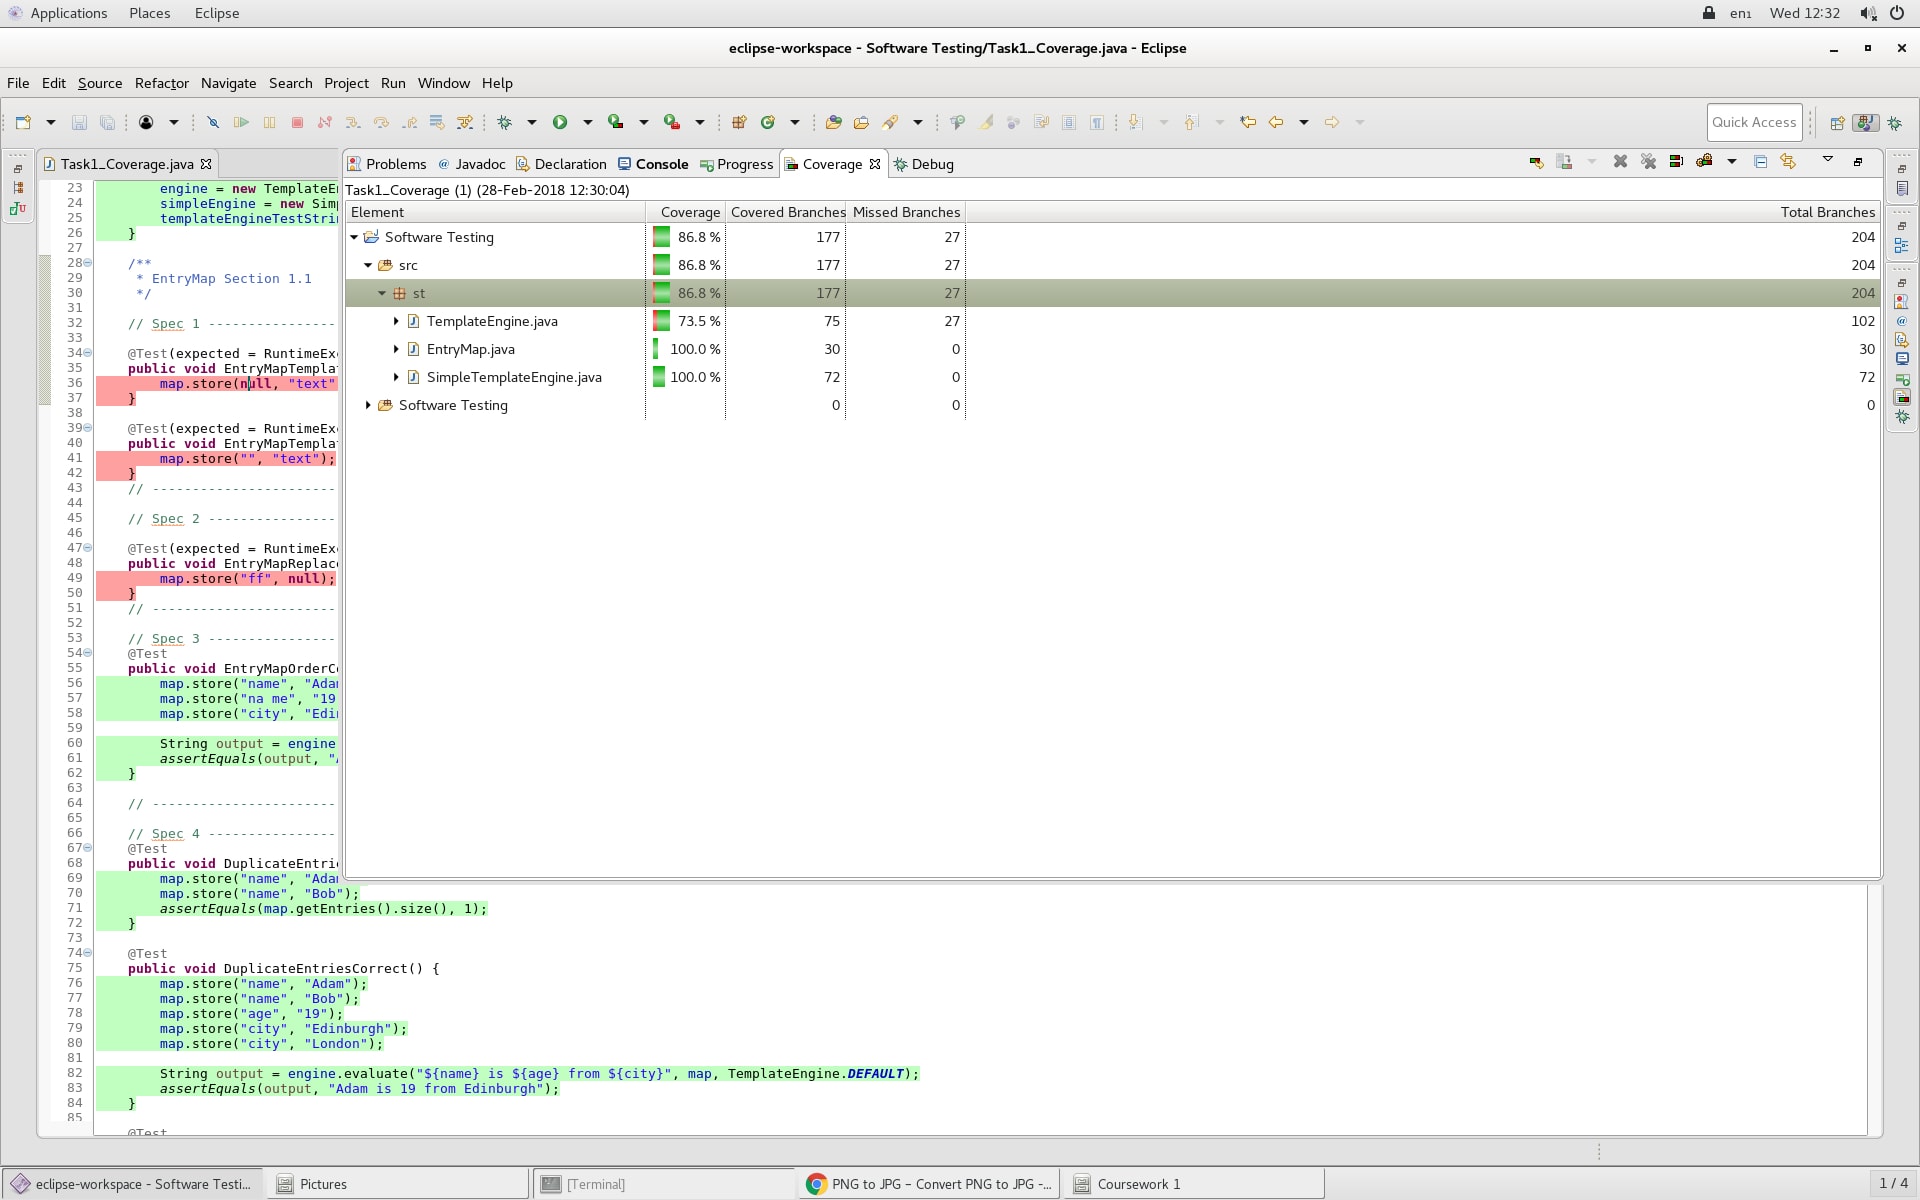 Applications Places Eclipse en1 Wed 12:32
eclipse-workspace - Software Testing/Task1_Coverage.java - Eclipse
File Edit Source Refactor Navigate Search Project Run Window Help
Quick Access
Task1_Coverage.java
Problems @ Javadoc Declaration Console Progress Coverage Debug
Task1_Coverage (1) (28-Feb-2018 12:30:04)
Element Coverage Covered Branches Missed Branches Total Branches
Software Testing 86.8 % 177 27 204
src 86.8 % 177 27 204
st 86.8 % 177 27 204
TemplateEngine.java 73.5 % 75 27 102
EntryMap.java 100.0 % 30 0 30
SimpleTemplateEngine.java 100.0 % 72 0 72
Software Testing 0 0 0
23 engine = new TemplateE
24 simpleEngine = new Sim
25 templateEngineTestStri
26 }
27
28 /**
29 * EntryMap Section 1.1
30 */
31
32 // Spec 1 ----------------
33
34 @Test(expected = RuntimeEx
35 public void EntryMapTempla
36 map.store(null, "text"
37 }
38
39 @Test(expected = RuntimeEx
40 public void EntryMapTempla
41 map.store("", "text");
42 }
43 // -----------------------
44
45 // Spec 2 ----------------
46
47 @Test(expected = RuntimeEx
48 public void EntryMapReplac
49 map.store("ff", null);
50 }
51 // -----------------------
52
53 // Spec 3 ----------------
54 @Test
55 public void EntryMapOrderC
56 map.store("name", "Ada
57 map.store("na me", "19
58 map.store("city", "Edi
59
60 String output = engine
61 assertEquals(output, "
62 }
63
64 // -----------------------
65
66 // Spec 4 ----------------
67 @Test
68 public void DuplicateEntri
69 map.store("name", "Ada
70 map.store("name", "Bob");
71 assertEquals(map.getEntries().size(), 1);
72 }
73
74 @Test
75 public void DuplicateEntriesCorrect() {
76 map.store("name", "Adam");
77 map.store("name", "Bob");
78 map.store("age", "19");
79 map.store("city", "Edinburgh");
80 map.store("city", "London");
81
82 String output = engine.evaluate("${name} is ${age} from ${city}", map, TemplateEngine.DEFAULT);
83 assertEquals(output, "Adam is 19 from Edinburgh");
84 }
85
@Test
eclipse-workspace - Software Testi... Pictures [Terminal] PNG to JPG – Convert PNG to JPG -... Coursework 1 1 / 4